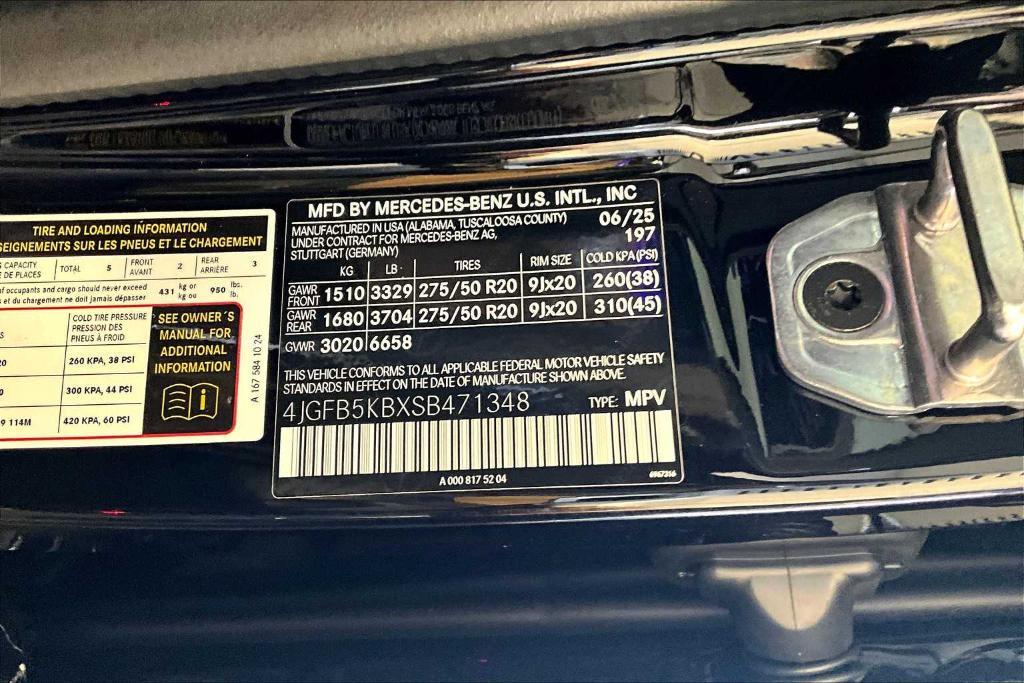 TIRE AND LOADING INFORMATION
SEIGNEMENTS SUR LES PNEUS ET LE CHARGEMENT
CAPACITY
DE PLACES
TOTAL 5
FRONT
AVANT 2
REAR
ARRIÈRE 3
of occupants and cargo should never exceed
s et du chargement ne doit jamais dépasser
431 kg or
kg ou
950 lbs.
lb.
COLD TIRE PRESSURE
PRESSION DES
PNEUS À FROID
260 KPA, 38 PSI
300 KPA, 44 PSI
9 114M 420 KPA, 60 PSI
SEE OWNER´S
MANUAL FOR
ADDITIONAL
INFORMATION
A 167 584 10 24
MFD BY MERCEDES-BENZ U.S. INTL., INC
MANUFACTURED IN USA (ALABAMA, TUSCALOOSA COUNTY) 06/25
UNDER CONTRACT FOR MERCEDES-BENZ AG, 197
STUTTGART (GERMANY)
KG LB TIRES RIM SIZE COLD KPA(PSI)
GAWR
FRONT 1510 3329 275/50 R20 9Jx20 260(38)
GAWR
REAR 1680 3704 275/50 R20 9Jx20 310(45)
GVWR 3020 6658
THIS VEHICLE CONFORMS TO ALL APPLICABLE FEDERAL MOTOR VEHICLE SAFETY
STANDARDS IN EFFECT ON THE DATE OF MANUFACTURE SHOWN ABOVE.
4JGFB5KBXSB471348 TYPE: MPV
A 000 817 52 04